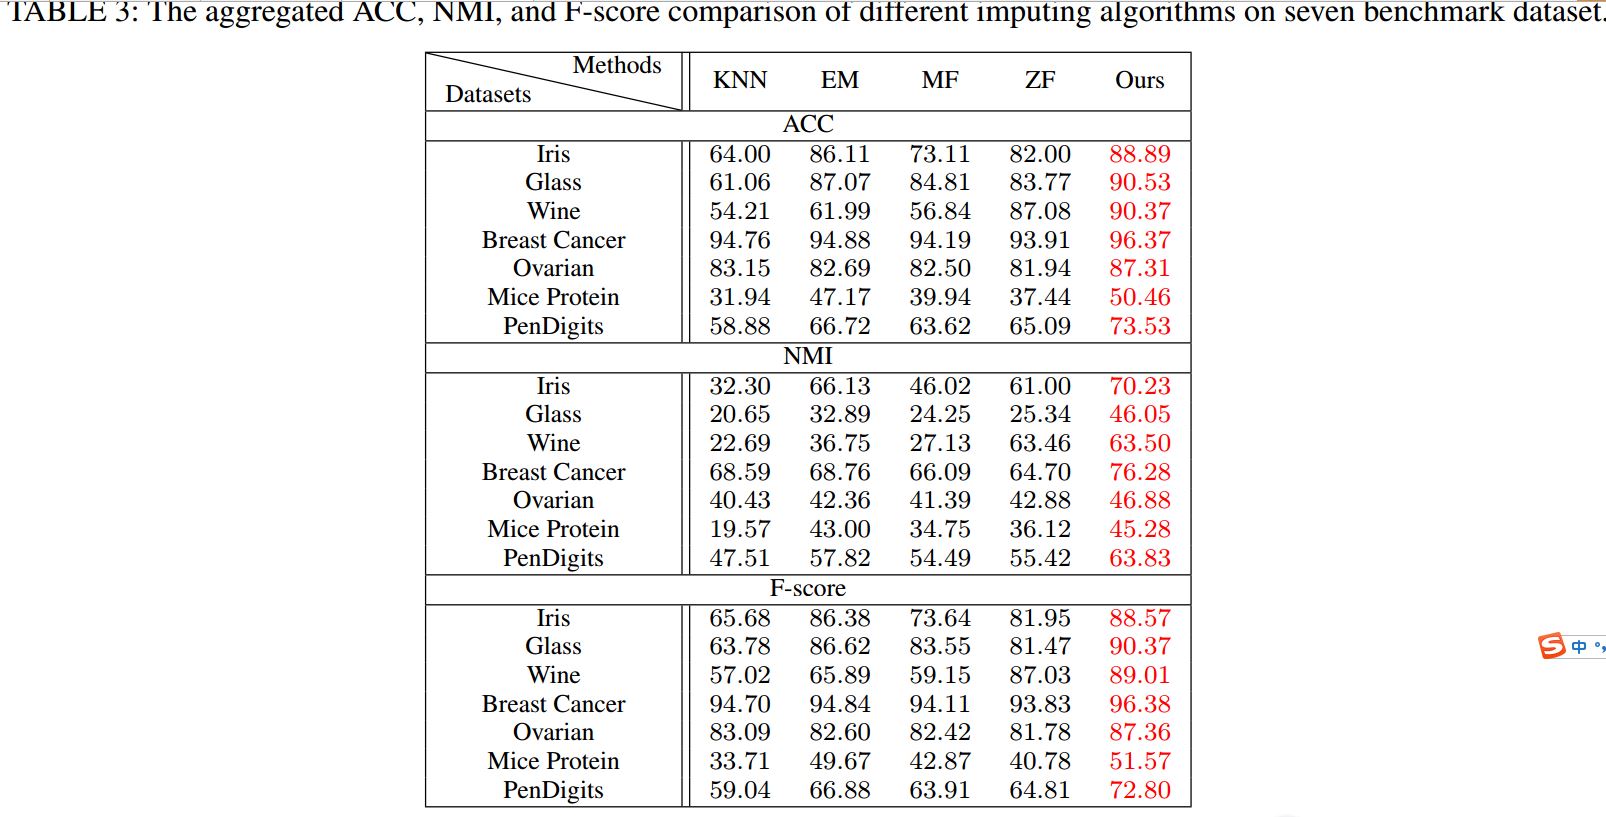 TABLE 3: The aggregated ACC, NMI, and F-score comparison of different imputing algorithms on seven benchmark dataset.
Methods
Datasets
KNN EM MF ZF Ours
ACC
Iris 64.00 86.11 73.11 82.00 88.89
Glass 61.06 87.07 84.81 83.77 90.53
Wine 54.21 61.99 56.84 87.08 90.37
Breast Cancer 94.76 94.88 94.19 93.91 96.37
Ovarian 83.15 82.69 82.50 81.94 87.31
Mice Protein 31.94 47.17 39.94 37.44 50.46
PenDigits 58.88 66.72 63.62 65.09 73.53
NMI
Iris 32.30 66.13 46.02 61.00 70.23
Glass 20.65 32.89 24.25 25.34 46.05
Wine 22.69 36.75 27.13 63.46 63.50
Breast Cancer 68.59 68.76 66.09 64.70 76.28
Ovarian 40.43 42.36 41.39 42.88 46.88
Mice Protein 19.57 43.00 34.75 36.12 45.28
PenDigits 47.51 57.82 54.49 55.42 63.83
F-score
Iris 65.68 86.38 73.64 81.95 88.57
Glass 63.78 86.62 83.55 81.47 90.37
Wine 57.02 65.89 59.15 87.03 89.01
Breast Cancer 94.70 94.84 94.11 93.83 96.38
Ovarian 83.09 82.60 82.42 81.78 87.36
Mice Protein 33.71 49.67 42.87 40.78 51.57
PenDigits 59.04 66.88 63.91 64.81 72.80
S 中 °,